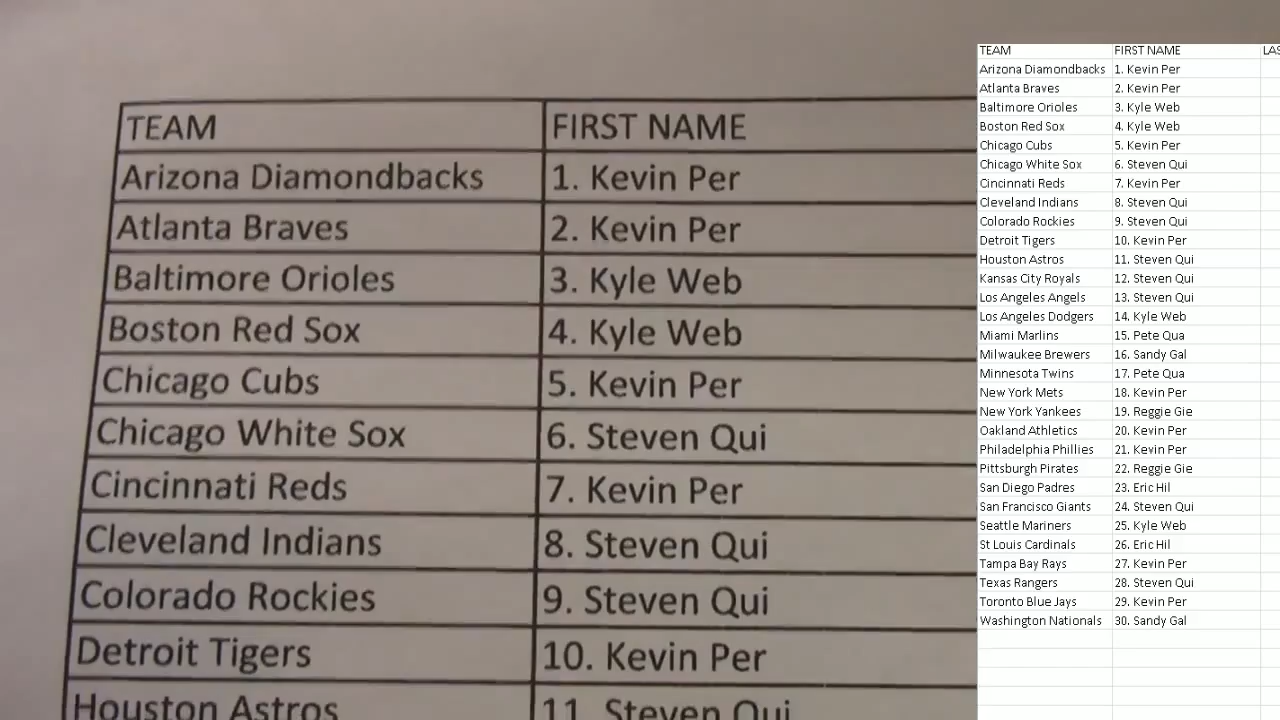 TEAM FIRST NAME
Arizona Diamondbacks 1. Kevin Per
Atlanta Braves 2. Kevin Per
Baltimore Orioles 3. Kyle Web
Boston Red Sox 4. Kyle Web
Chicago Cubs 5. Kevin Per
Chicago White Sox 6. Steven Qui
Cincinnati Reds 7. Kevin Per
Cleveland Indians 8. Steven Qui
Colorado Rockies 9. Steven Qui
Detroit Tigers 10. Kevin Per
Houston Astros 11. Steven Qui
TEAM FIRST NAME LAS
Arizona Diamondbacks 1. Kevin Per
Atlanta Braves 2. Kevin Per
Baltimore Orioles 3. Kyle Web
Boston Red Sox 4. Kyle Web
Chicago Cubs 5. Kevin Per
Chicago White Sox 6. Steven Qui
Cincinnati Reds 7. Kevin Per
Cleveland Indians 8. Steven Qui
Colorado Rockies 9. Steven Qui
Detroit Tigers 10. Kevin Per
Houston Astros 11. Steven Qui
Kansas City Royals 12. Steven Qui
Los Angeles Angels 13. Steven Qui
Los Angeles Dodgers 14. Kyle Web
Miami Marlins 15. Pete Qua
Milwaukee Brewers 16. Sandy Gal
Minnesota Twins 17. Pete Qua
New York Mets 18. Kevin Per
New York Yankees 19. Reggie Gie
Oakland Athletics 20. Kevin Per
Philadelphia Phillies 21. Kevin Per
Pittsburgh Pirates 22. Reggie Gie
San Diego Padres 23. Eric Hil
San Francisco Giants 24. Steven Qui
Seattle Mariners 25. Kyle Web
St Louis Cardinals 26. Eric Hil
Tampa Bay Rays 27. Kevin Per
Texas Rangers 28. Steven Qui
Toronto Blue Jays 29. Kevin Per
Washington Nationals 30. Sandy Gal